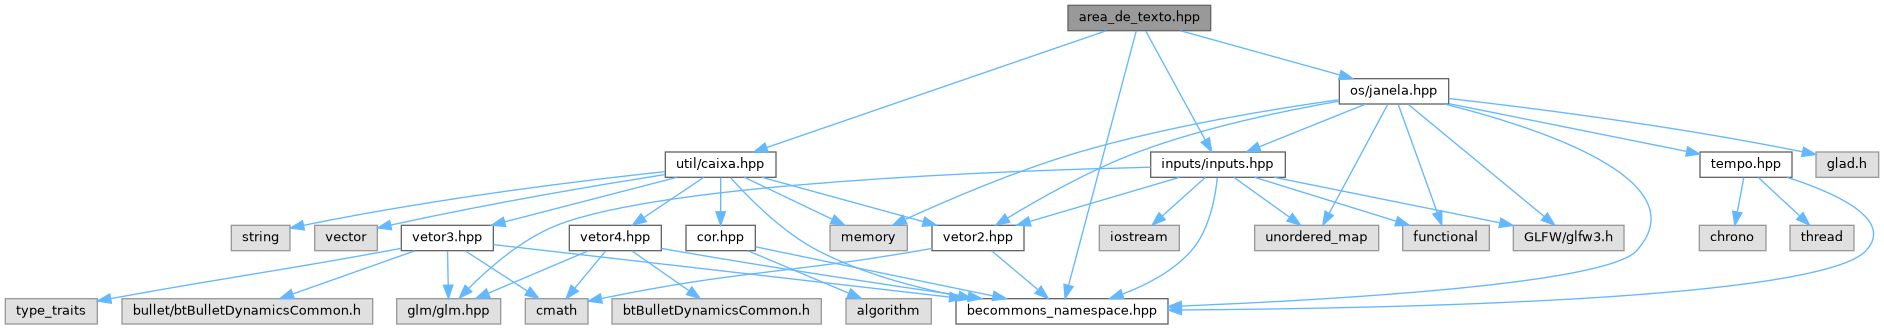 area_de_texto.hpp
os/janela.hpp
util/caixa.hpp
inputs/inputs.hpp
tempo.hpp
glad.h
string
vector
vetor3.hpp
vetor4.hpp
cor.hpp
memory
vetor2.hpp
iostream
unordered_map
functional
GLFW/glfw3.h
chrono
thread
type_traits
bullet/btBulletDynamicsCommon.h
glm/glm.hpp
cmath
btBulletDynamicsCommon.h
algorithm
becommons_namespace.hpp